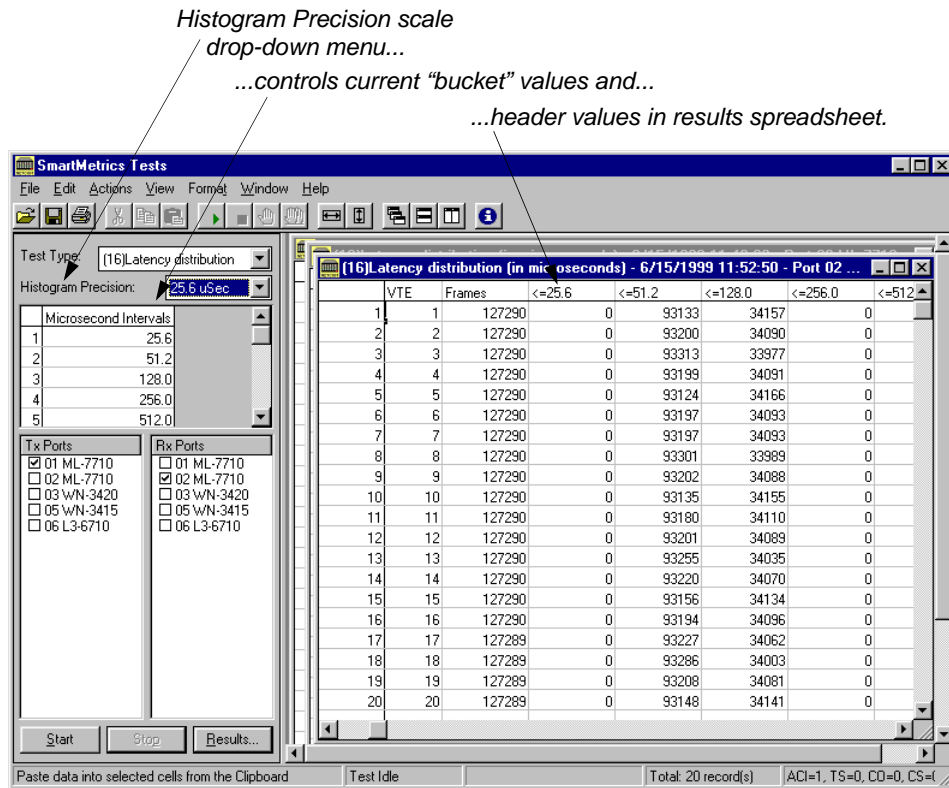 Histogram Precision scale
drop-down menu...
...controls current “bucket” values and...
...header values in results spreadsheet.
SmartMetrics Tests
File Edit Actions View Format Window Help
Test Type: (16)Latency distribution
Histogram Precision: 25.6 uSec
Microsecond Intervals
1 25.6
2 51.2
3 128.0
4 256.0
5 512.0
Tx Ports
01 ML-7710
02 ML-7710
03 WN-3420
05 WN-3415
06 L3-6710
Rx Ports
01 ML-7710
02 ML-7710
03 WN-3420
05 WN-3415
06 L3-6710
Start Stop Results...
(16)Latency distribution (in microseconds) - 6/15/1999 11:52:50 - Port 02 ...
VTE Frames <=25.6 <=51.2 <=128.0 <=256.0 <=512
1 1 127290 0 93133 34157 0
2 2 127290 0 93200 34090 0
3 3 127290 0 93313 33977 0
4 4 127290 0 93199 34091 0
5 5 127290 0 93124 34166 0
6 6 127290 0 93197 34093 0
7 7 127290 0 93197 34093 0
8 8 127290 0 93301 33989 0
9 9 127290 0 93202 34088 0
10 10 127290 0 93135 34155 0
11 11 127290 0 93180 34110 0
12 12 127290 0 93201 34089 0
13 13 127290 0 93255 34035 0
14 14 127290 0 93220 34070 0
15 15 127290 0 93156 34134 0
16 16 127290 0 93194 34096 0
17 17 127289 0 93227 34062 0
18 18 127289 0 93286 34003 0
19 19 127289 0 93208 34081 0
20 20 127289 0 93148 34141 0
Paste data into selected cells from the Clipboard Test Idle Total: 20 record(s) ACI=1, TS=0, CO=0, CS=(